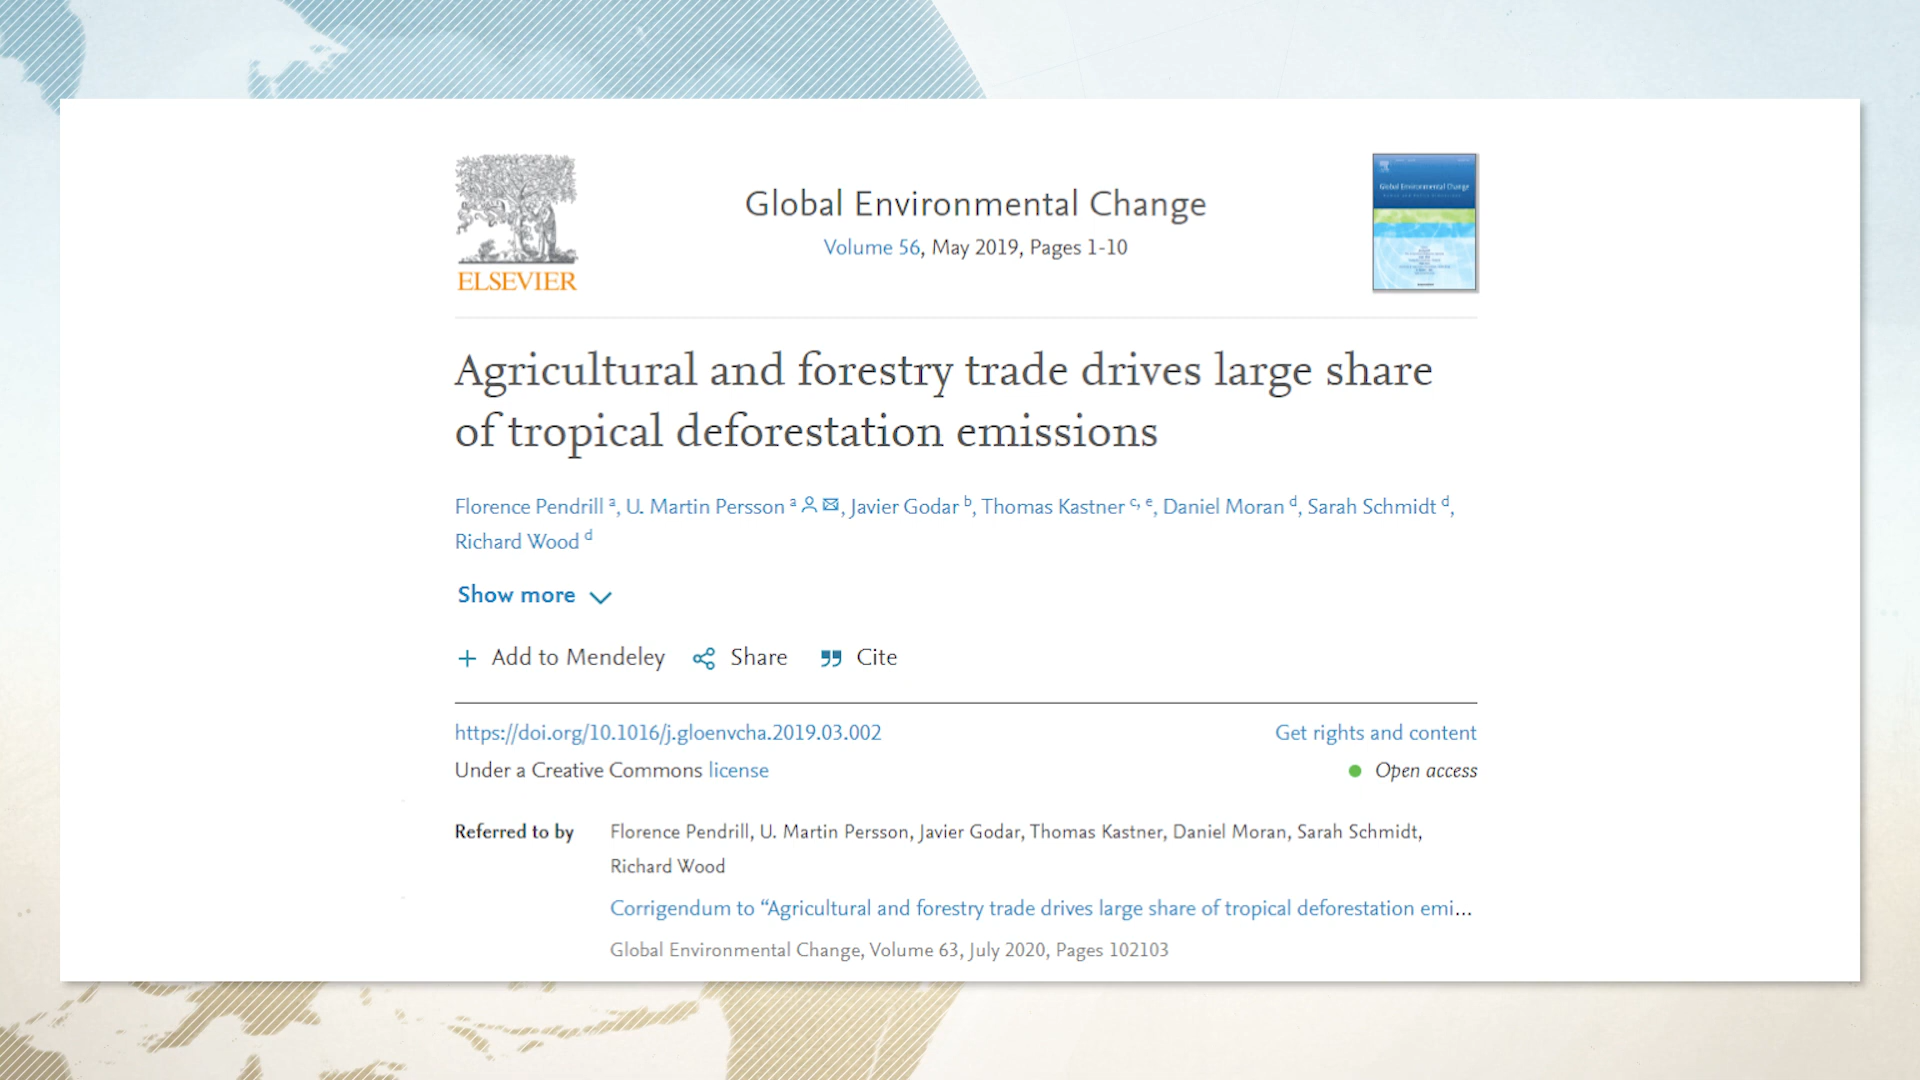 ELSEVIER
Global Environmental Change
Volume 56, May 2019, Pages 1-10
Global Environmental Change
Agricultural and forestry trade drives large share
of tropical deforestation emissions
Florence Pendrill a, U. Martin Persson a, Javier Godar b, Thomas Kastner c, e, Daniel Moran d, Sarah Schmidt d,
Richard Wood d
Show more
Add to Mendeley Share Cite
https://doi.org/10.1016/j.gloenvcha.2019.03.002 Get rights and content
Under a Creative Commons license Open access
Referred to by Florence Pendrill, U. Martin Persson, Javier Godar, Thomas Kastner, Daniel Moran, Sarah Schmidt,
Richard Wood
Corrigendum to “Agricultural and forestry trade drives large share of tropical deforestation emi...
Global Environmental Change, Volume 63, July 2020, Pages 102103